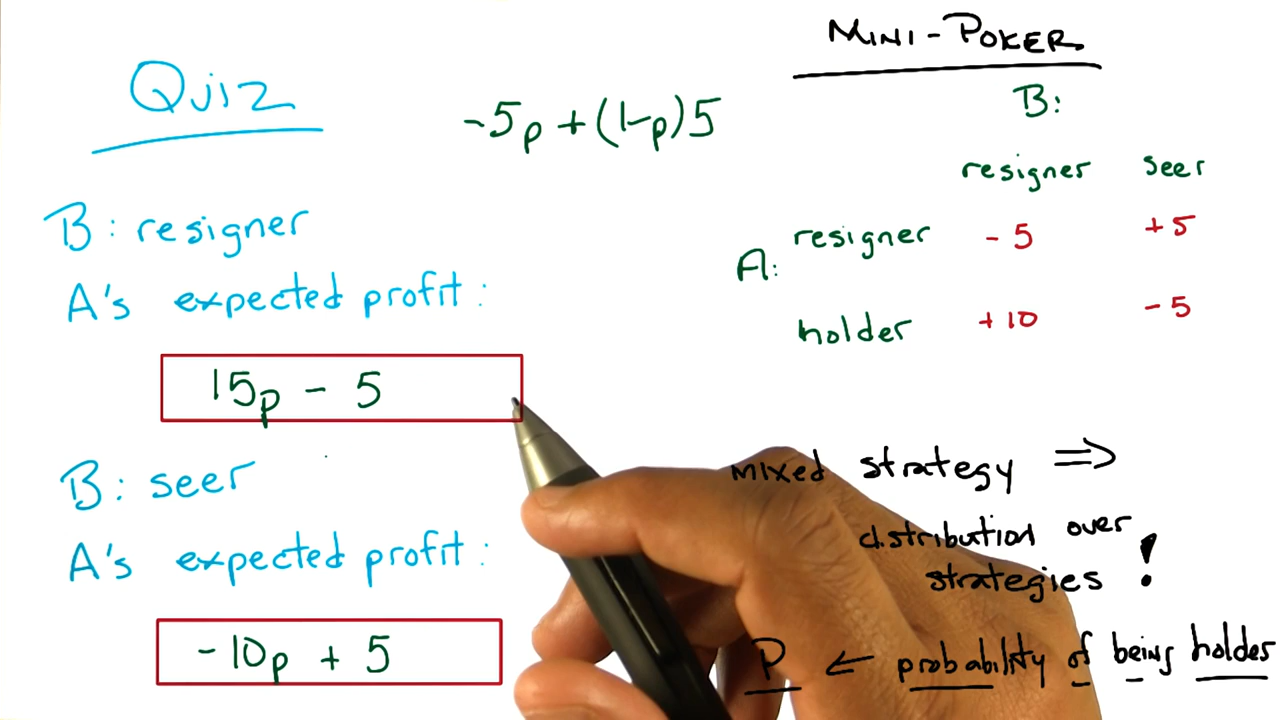 MINI-POKER
Quiz
-5p + (1-p)5
B:
resigner seer
B: resigner
A's expected profit:
A:
resigner -5 +5
holder +10 -5
15p - 5
B: seer
A's expected profit:
-10p + 5
mixed strategy ⇒
distribution over
strategies !
P ← probability of being holder